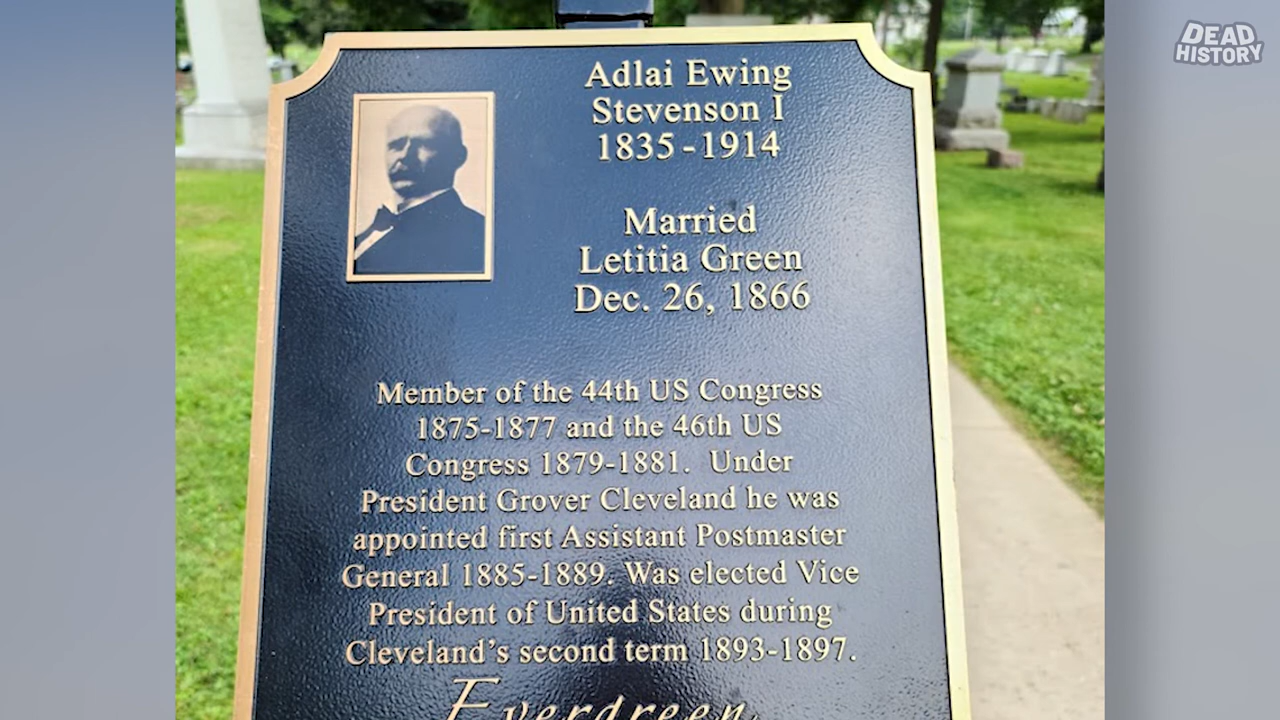 DEAD
HISTORY
Adlai Ewing
Stevenson I
1835-1914
Married
Letitia Green
Dec. 26, 1866
Member of the 44th US Congress
1875-1877 and the 46th US
Congress 1879-1881. Under
President Grover Cleveland he was
appointed first Assistant Postmaster
General 1885-1889. Was elected Vice
President of United States during
Cleveland's second term 1893-1897.
Evergreen